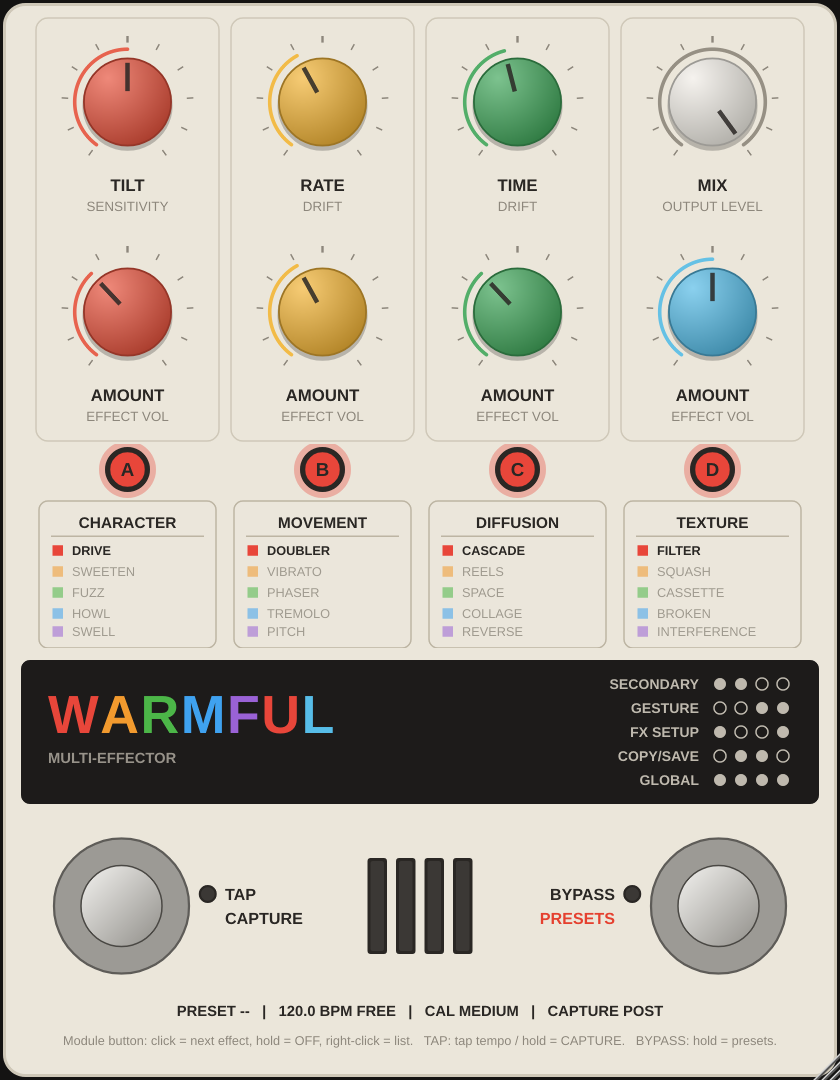 TILT
SENSITIVITY
RATE
DRIFT
TIME
DRIFT
MIX
OUTPUT LEVEL
AMOUNT
EFFECT VOL
AMOUNT
EFFECT VOL
AMOUNT
EFFECT VOL
AMOUNT
EFFECT VOL
A
B
C
D
CHARACTER
DRIVE
SWEETEN
FUZZ
HOWL
SWELL
MOVEMENT
DOUBLER
VIBRATO
PHASER
TREMOLO
PITCH
DIFFUSION
CASCADE
REELS
SPACE
COLLAGE
REVERSE
TEXTURE
FILTER
SQUASH
CASSETTE
BROKEN
INTERFERENCE
WARMFUL
MULTI-EFFECTOR
SECONDARY
GESTURE
FX SETUP
COPY/SAVE
GLOBAL
TAP
CAPTURE
BYPASS
PRESETS
PRESET -- | 120.0 BPM FREE | CAL MEDIUM | CAPTURE POST
Module button: click = next effect, hold = OFF, right-click = list. TAP: tap tempo / hold = CAPTURE. BYPASS: hold = presets.